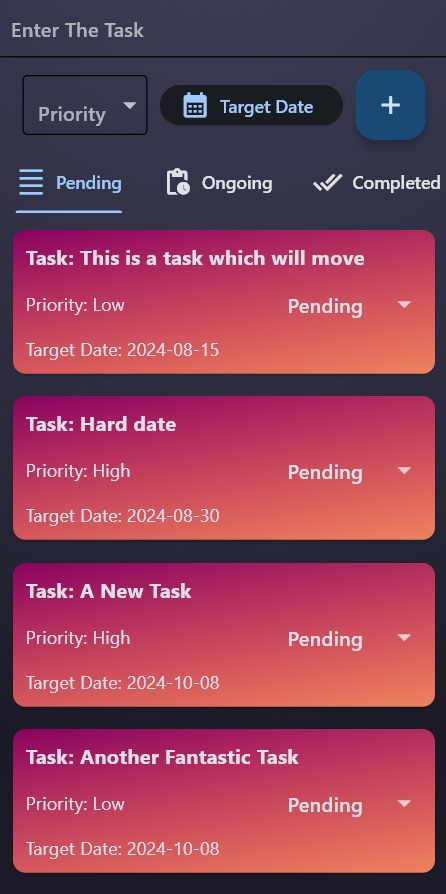 Enter The Task
Priority Target Date +
Pending Ongoing Completed
Task: This is a task which will move
Priority: Low Pending
Target Date: 2024-08-15
Task: Hard date
Priority: High Pending
Target Date: 2024-08-30
Task: A New Task
Priority: High Pending
Target Date: 2024-10-08
Task: Another Fantastic Task
Priority: Low Pending
Target Date: 2024-10-08